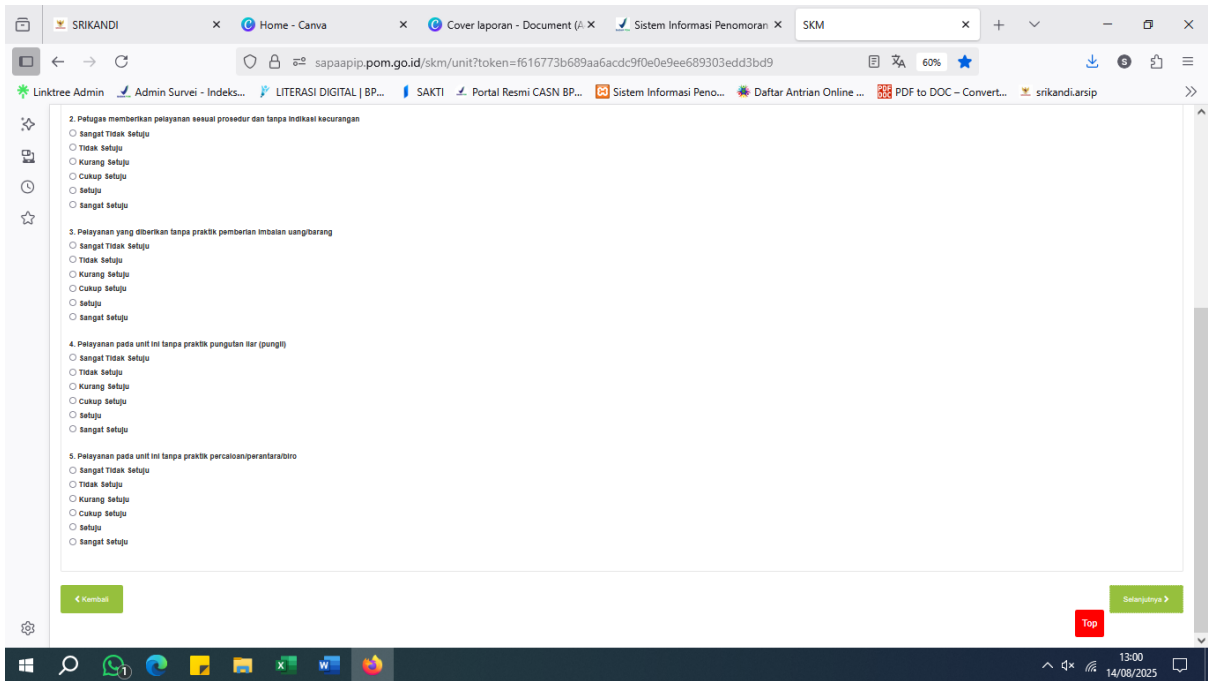 SRIKANDI
Home - Canva
Cover laporan - Document (A
Sistem Informasi Penomoran
SKM
sapaapip.pom.go.id/skm/unit?token=f616773b689aa6acdc9f0e0e9ee689303edd3bd9
60%
S
Linktree Admin
Admin Survei - Indeks...
LITERASI DIGITAL | BP...
SAKTI
Portal Resmi CASN BP...
Sistem Informasi Peno...
Daftar Antrian Online ...
PDF to DOC – Convert...
srikandi.arsip
2. Petugas memberikan pelayanan sesuai prosedur dan tanpa indikasi kecurangan
Sangat Tidak Setuju
Tidak Setuju
Kurang Setuju
Cukup Setuju
Setuju
Sangat Setuju
3. Pelayanan yang diberikan tanpa praktik pemberian imbalan uang/barang
Sangat Tidak Setuju
Tidak Setuju
Kurang Setuju
Cukup Setuju
Setuju
Sangat Setuju
4. Pelayanan pada unit ini tanpa praktik pungutan liar (pungli)
Sangat Tidak Setuju
Tidak Setuju
Kurang Setuju
Cukup Setuju
Setuju
Sangat Setuju
5. Pelayanan pada unit ini tanpa praktik percaloan/perantara/biro
Sangat Tidak Setuju
Tidak Setuju
Kurang Setuju
Cukup Setuju
Setuju
Sangat Setuju
Kembali
Selanjutnya
Top
1
13:00
14/08/2025